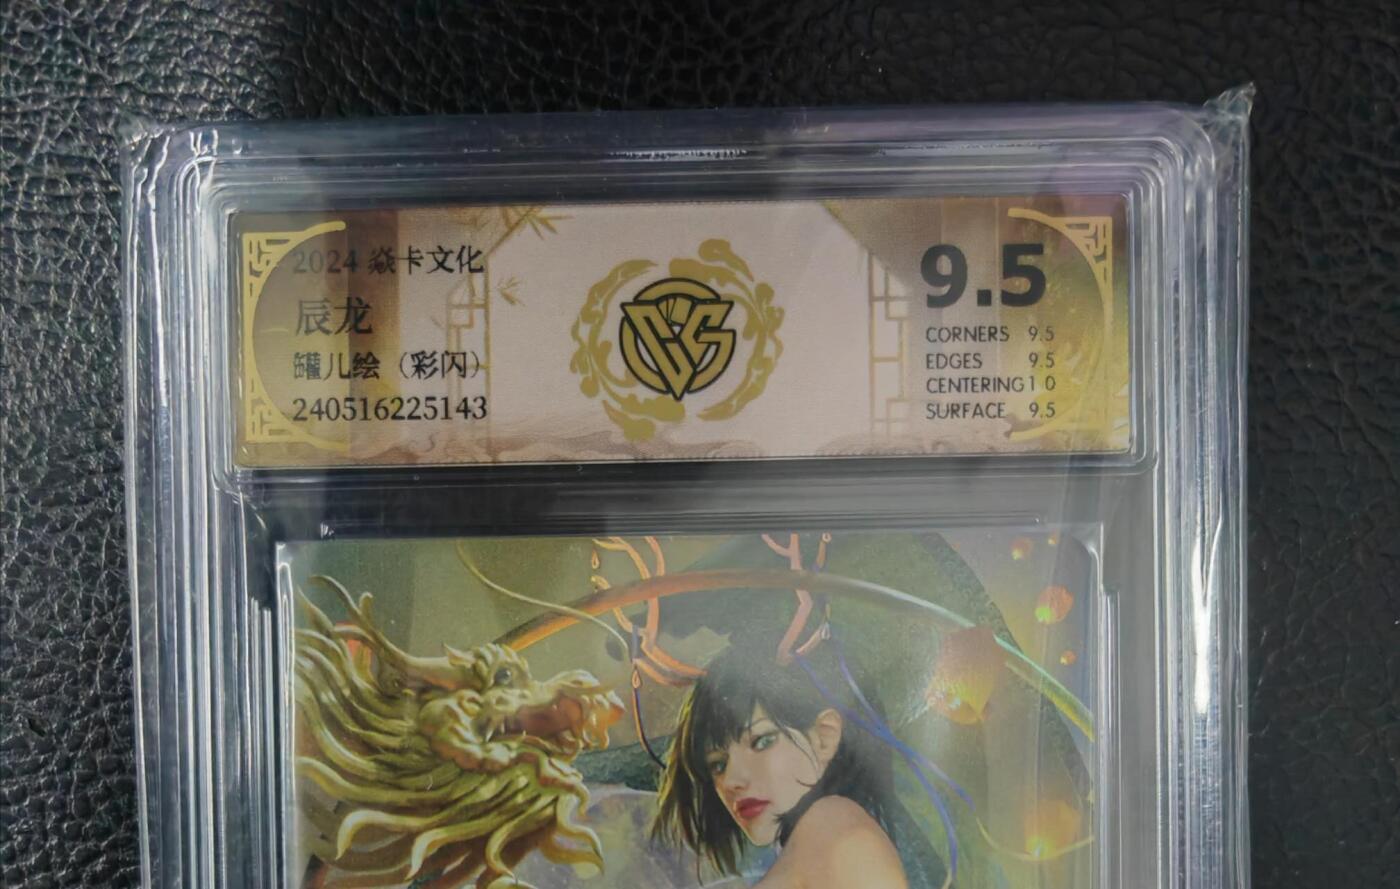 2024 焱卡文化
辰龙
罐儿绘（彩闪）
240516225143
9.5
CORNERS 9.5
EDGES 9.5
CENTERING 10
SURFACE 9.5